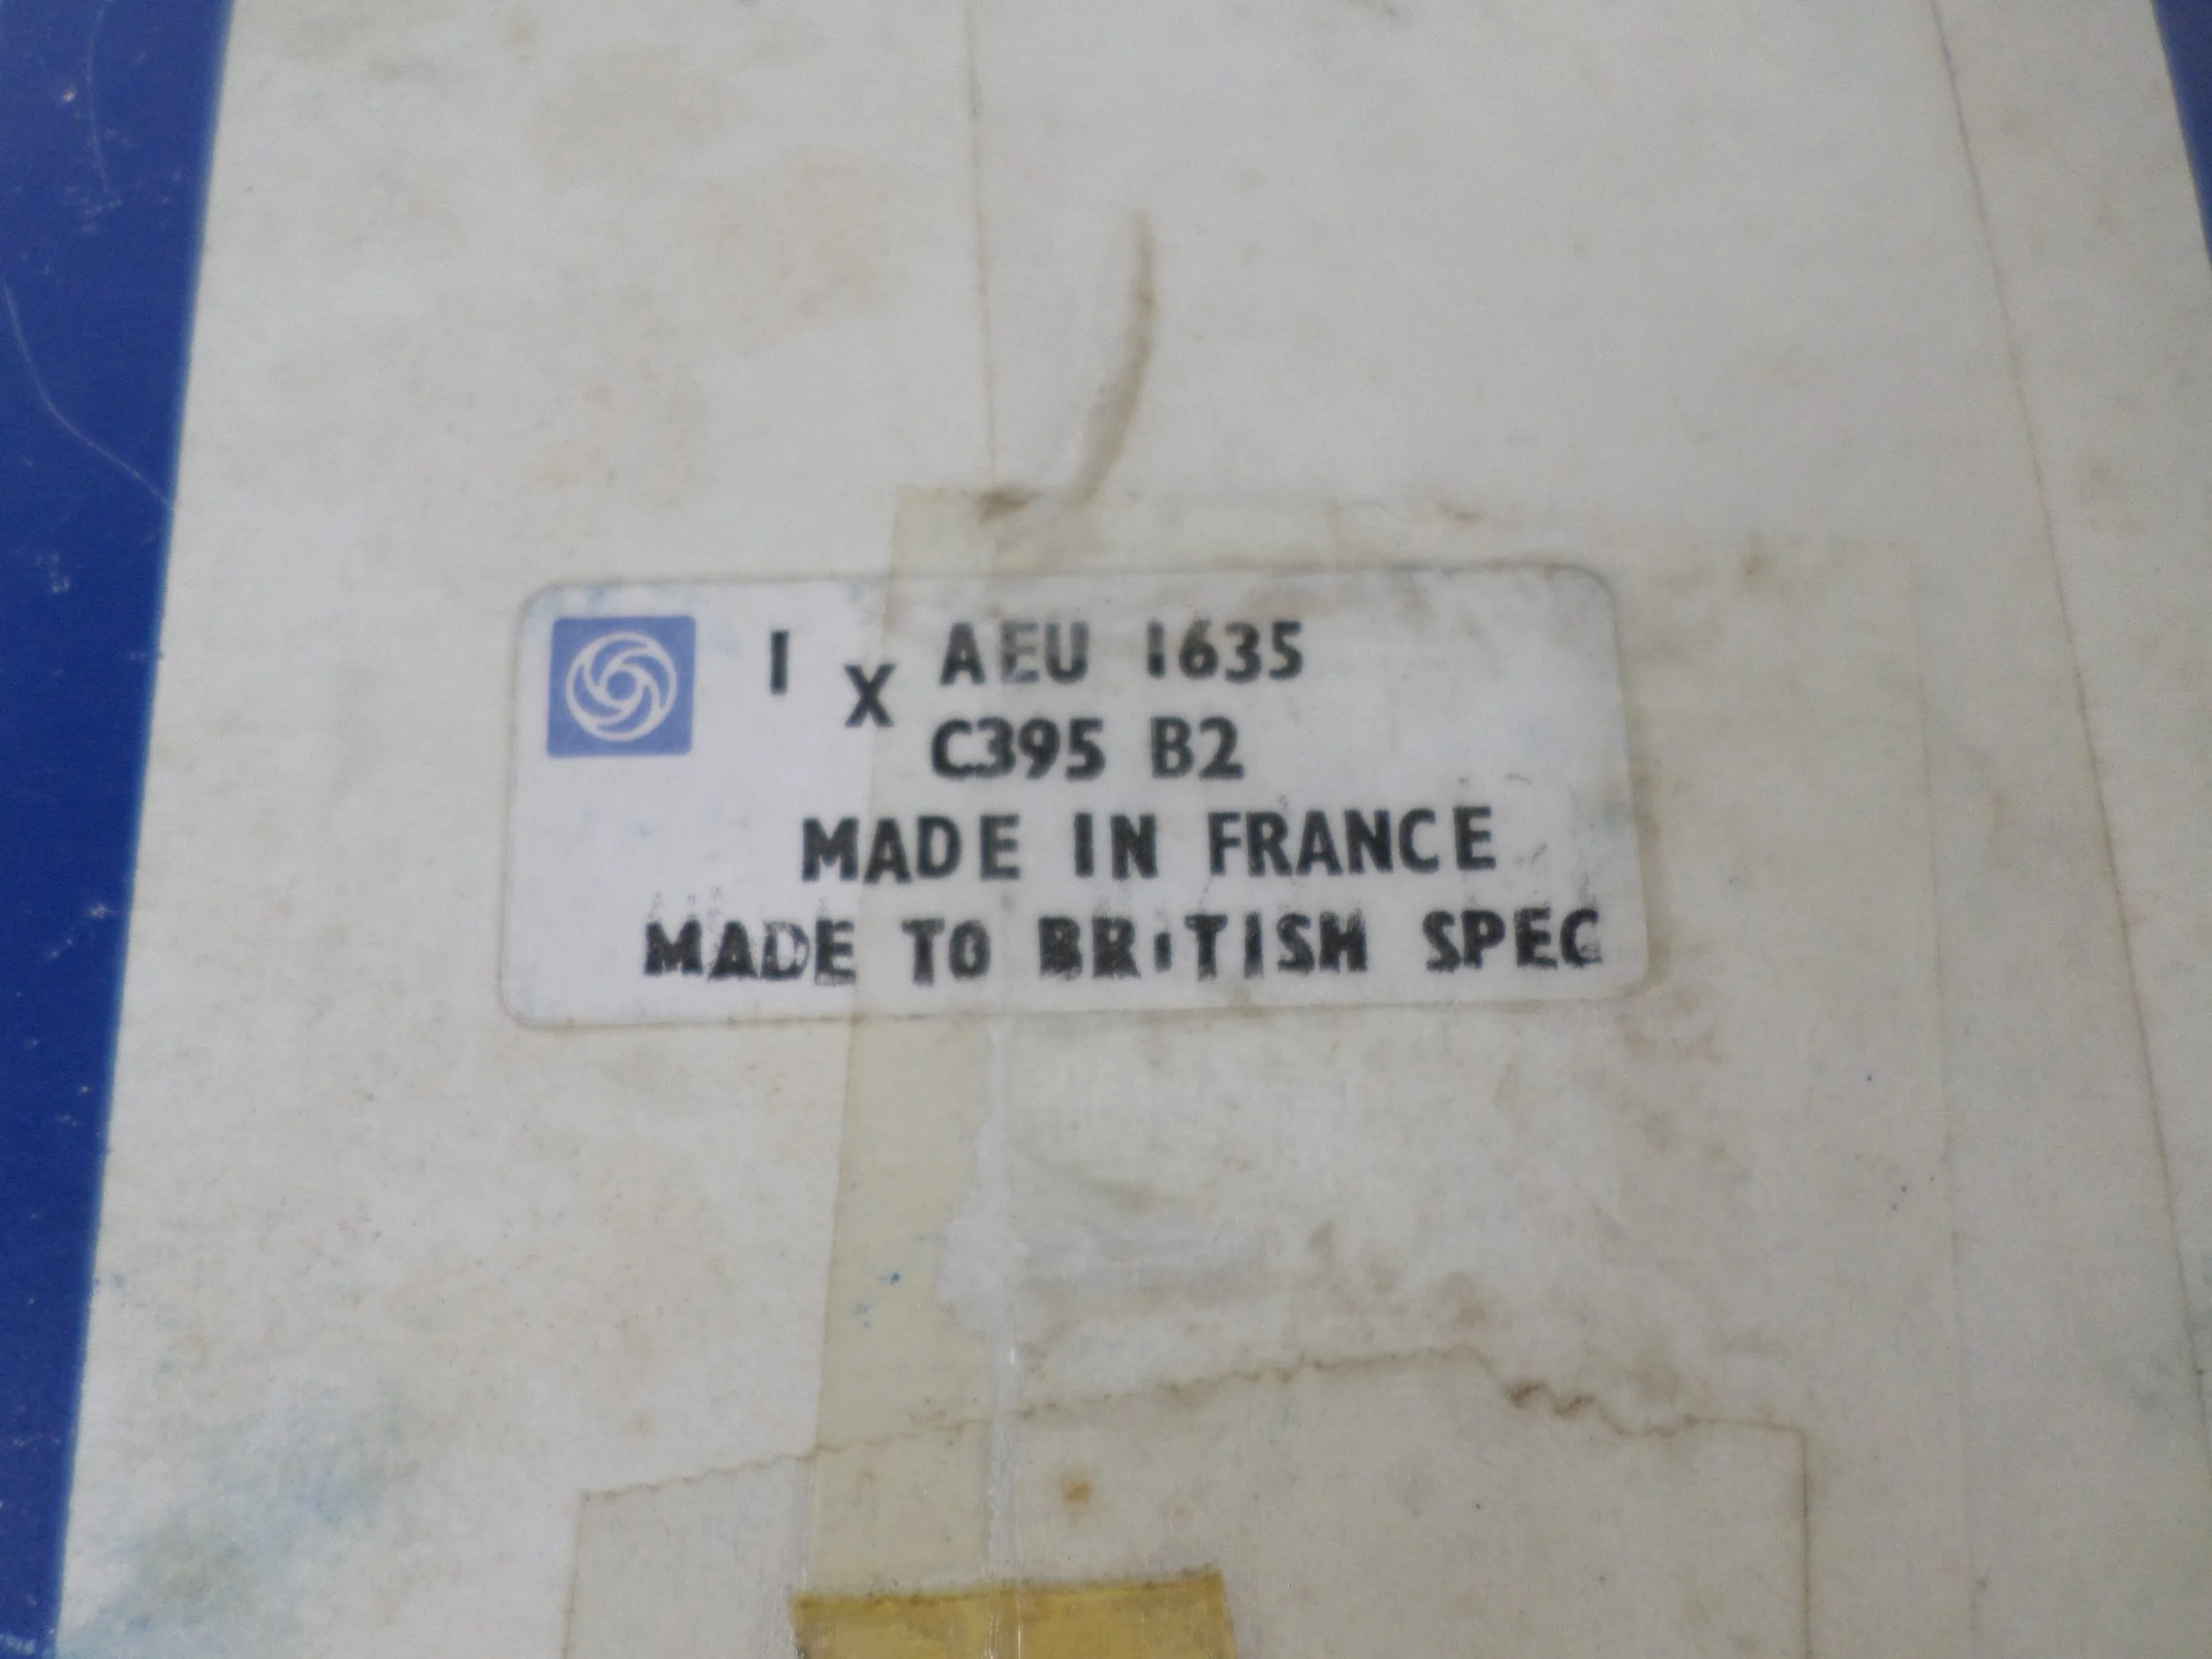 1 x AEU 1635
C395 B2
MADE IN FRANCE
MADE TO BRITISH SPEC